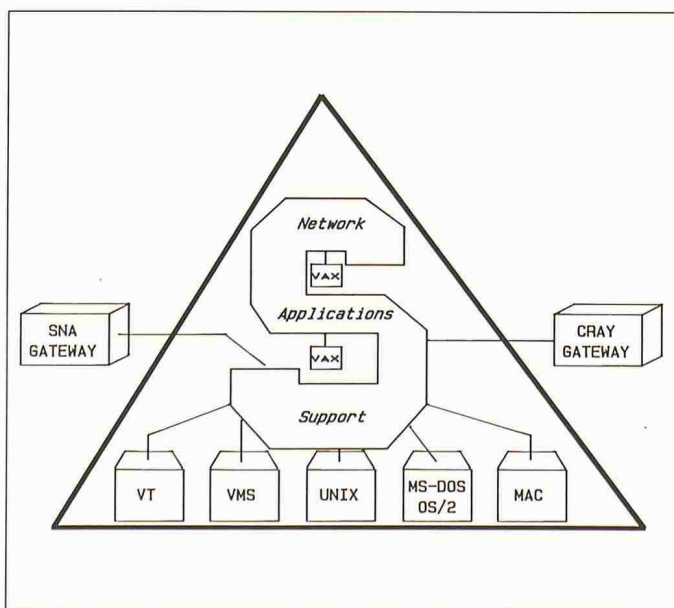 Network
VAX
Applications
SNA
GATEWAY
CRAY
GATEWAY
VAX
Support
VT
VMS
UNIX
MS-DOS
OS/2
MAC